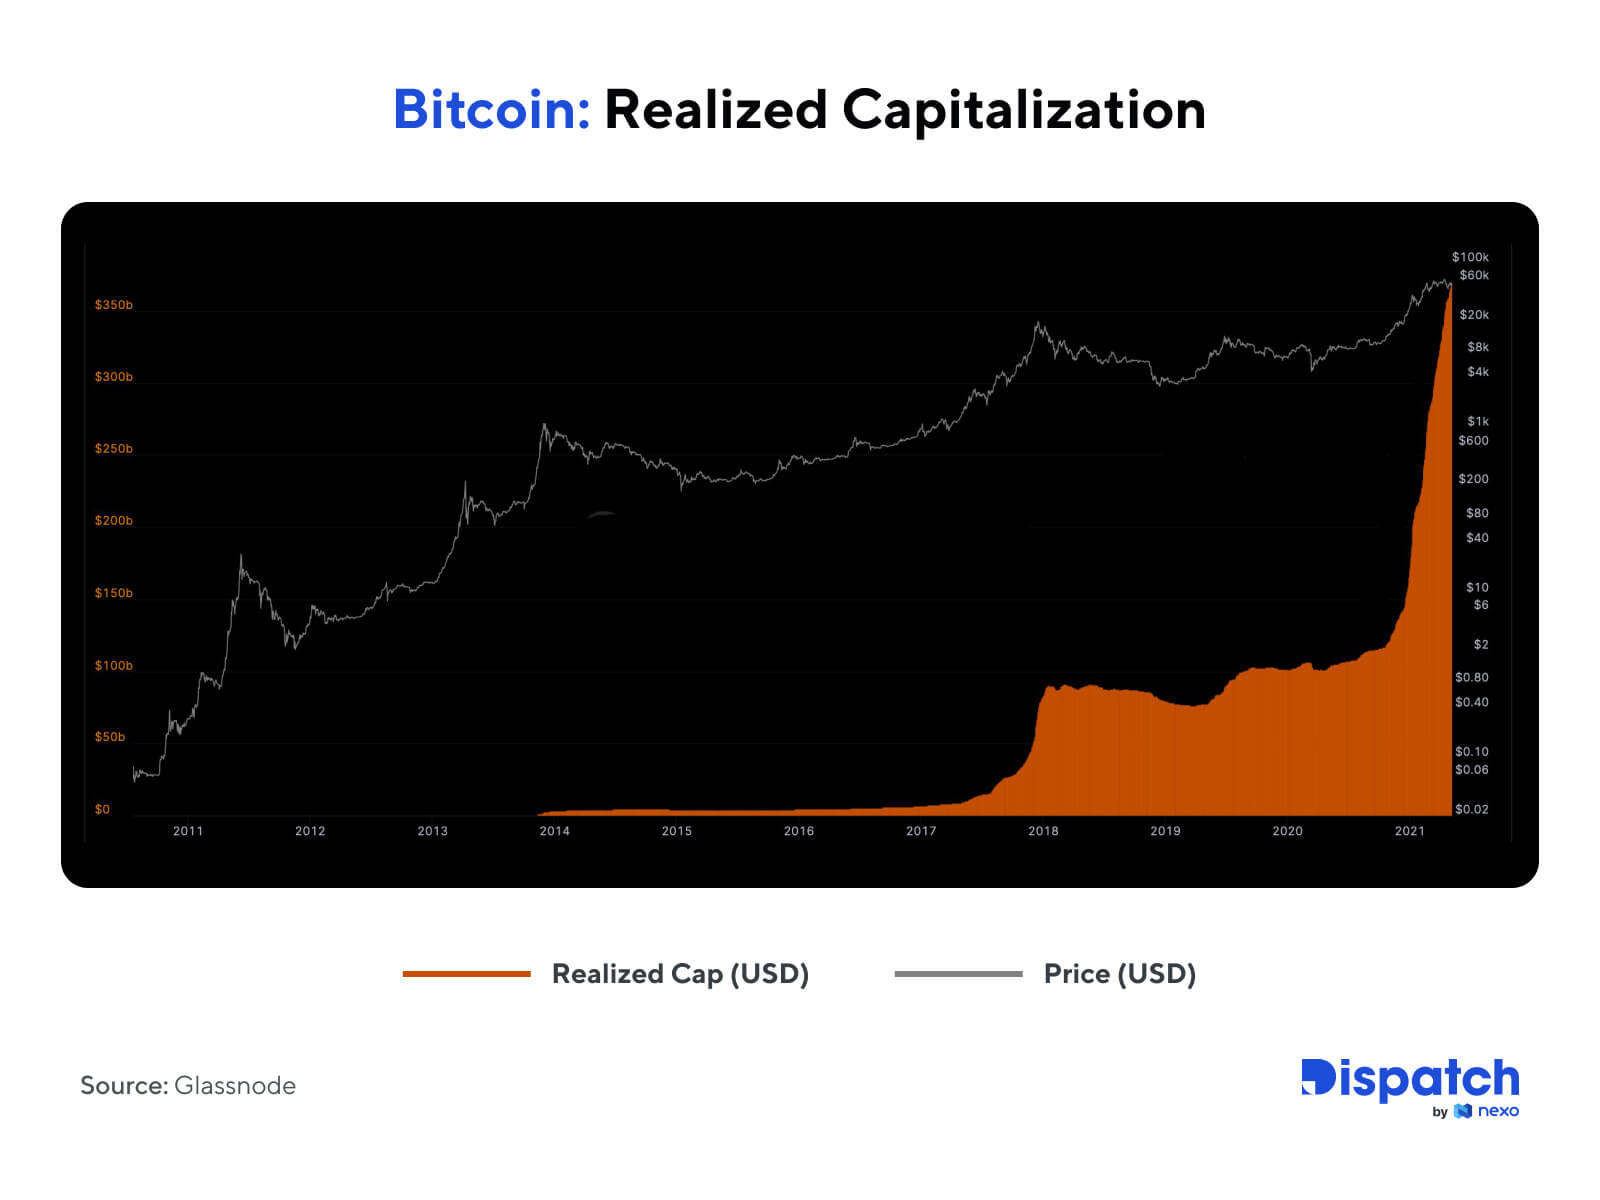 Bitcoin: Realized Capitalization
$350b
$300b
$250b
$200b
$150b
$100b
$50b
$0
$100k
$60k
$20k
$8k
$4k
$1k
$600
$200
$80
$40
$10
$6
$2
$0.80
$0.40
$0.10
$0.06
$0.02
2011 2012 2013 2014 2015 2016 2017 2018 2019 2020 2021
Realized Cap (USD) Price (USD)
Source: Glassnode
Dispatch
by nexo